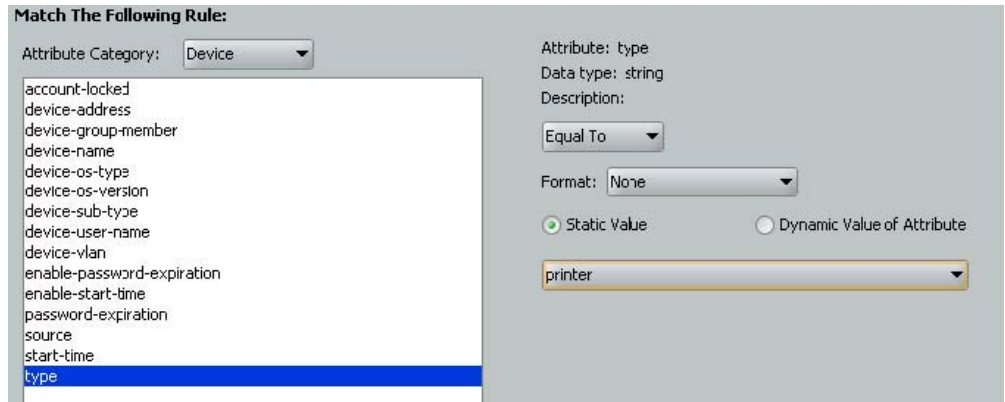 Match The Following Rule:
Attribute Category: Device
account-locked
device-address
device-group-member
device-name
device-os-type
device-os-version
device-sub-type
device-user-name
device-vlan
enable-password-expiration
enable-start-time
password-expiration
source
start-time
type
Attribute: type
Data type: string
Description:
Equal To
Format: None
Static Value Dynamic Value of Attribute
printer